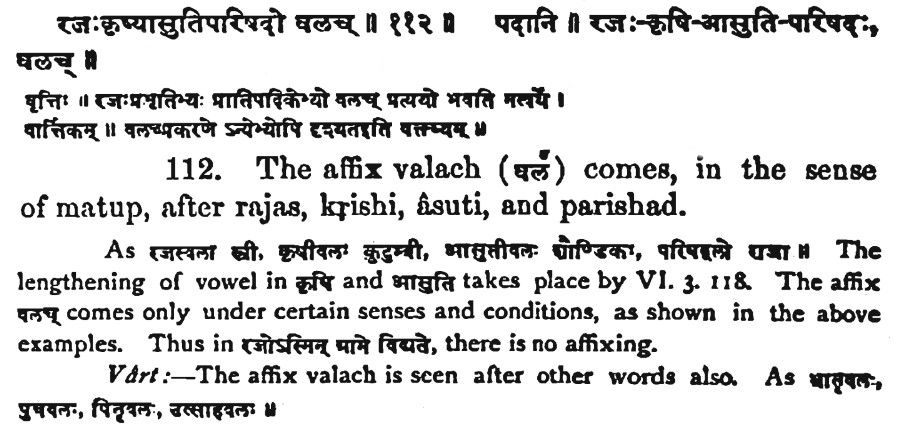 रजःकृष्यासुतिपरिषदो वलच् ॥ ११२ ॥ पदानि ॥ रजः-कृषि-आसुति-परिषदः,
वलच् ॥
वृत्तिः ॥ रजःप्रभृतिभ्यः प्रातिपदिकेभ्यो वलच् प्रत्ययो भवति मत्वर्थे ।
वार्त्तिकम् ॥ वलच्प्रकरणे ऽन्येभ्योपि दृश्यतइति वक्तव्यम् ॥
112. The affix valach (वलँ) comes, in the sense
of matup, after rajas, kṛishi, âsuti, and parishad.
As रजस्वला स्त्री, कृषीवलः कुटुम्बी, आसुतीवलः शौण्डिकः, परिषद्वलो राजा ॥ The
lengthening of vowel in कृषि and आसुति takes place by VI. 3. 118. The affix
वलच् comes only under certain senses and conditions, as shown in the above
examples. Thus in रजोऽस्मिन् ग्रामे विद्यते, there is no affixing.
Vârt:—The affix valach is seen after other words also. As भ्रातृवलः,
पुत्रवलः, पितृवलः, उत्साहवलः ॥